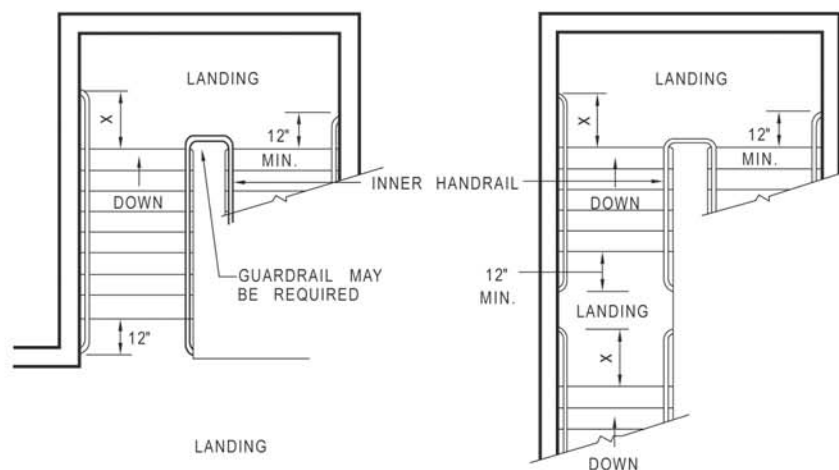 LANDING
X
12"
MIN.
DOWN
INNER HANDRAIL
GUARDRAIL MAY
BE REQUIRED
12"
LANDING
LANDING
X
12"
MIN.
DOWN
12"
MIN.
LANDING
X
DOWN